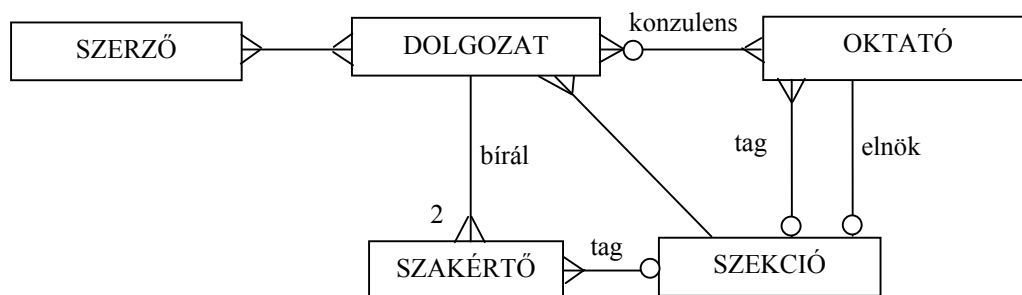 konzulens
SZERZŐ
DOLGOZAT
OKTATÓ
bírál
tag
elnök
2
tag
SZAKÉRTŐ
SZEKCIÓ